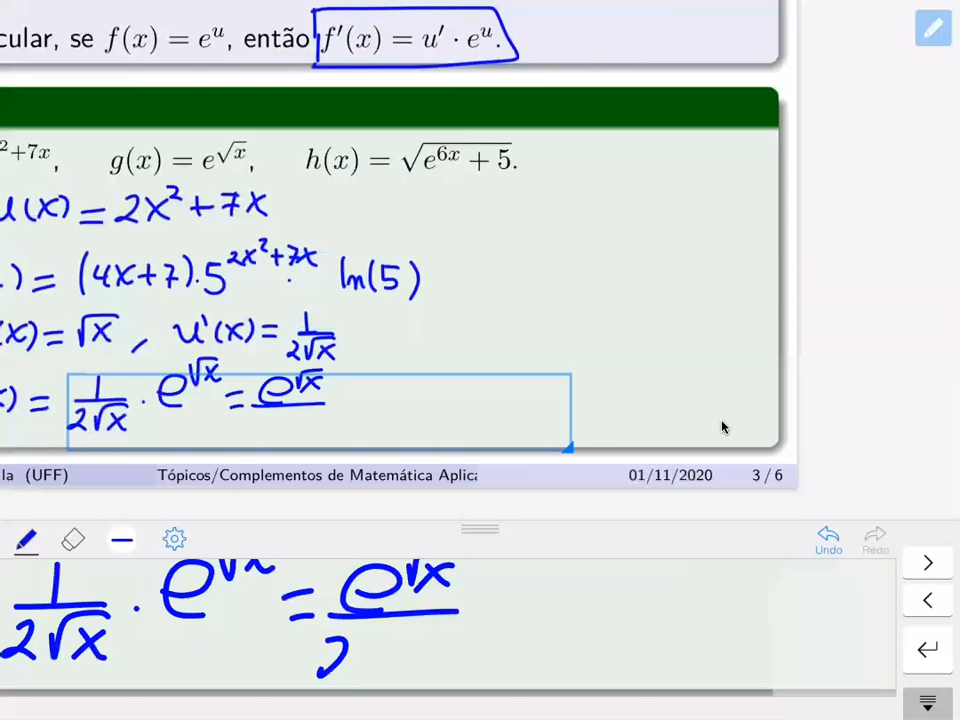 cular, se f(x) = e^u, então f′(x) = u′ · e^u.
²+7x, g(x) = e^√x, h(x) = √(e^6x + 5).
u(x) = 2x² + 7x
) = (4x+7) · 5^(2x²+7x) · ln(5)
(x) = √x , u'(x) = 1/(2√x)
x) = 1/(2√x) · e^√x = e^√x
la (UFF) Tópicos/Complementos de Matemática Aplica 01/11/2020 3 / 6
Undo Redo
1/(2√x) · e^√x = e^√x/2